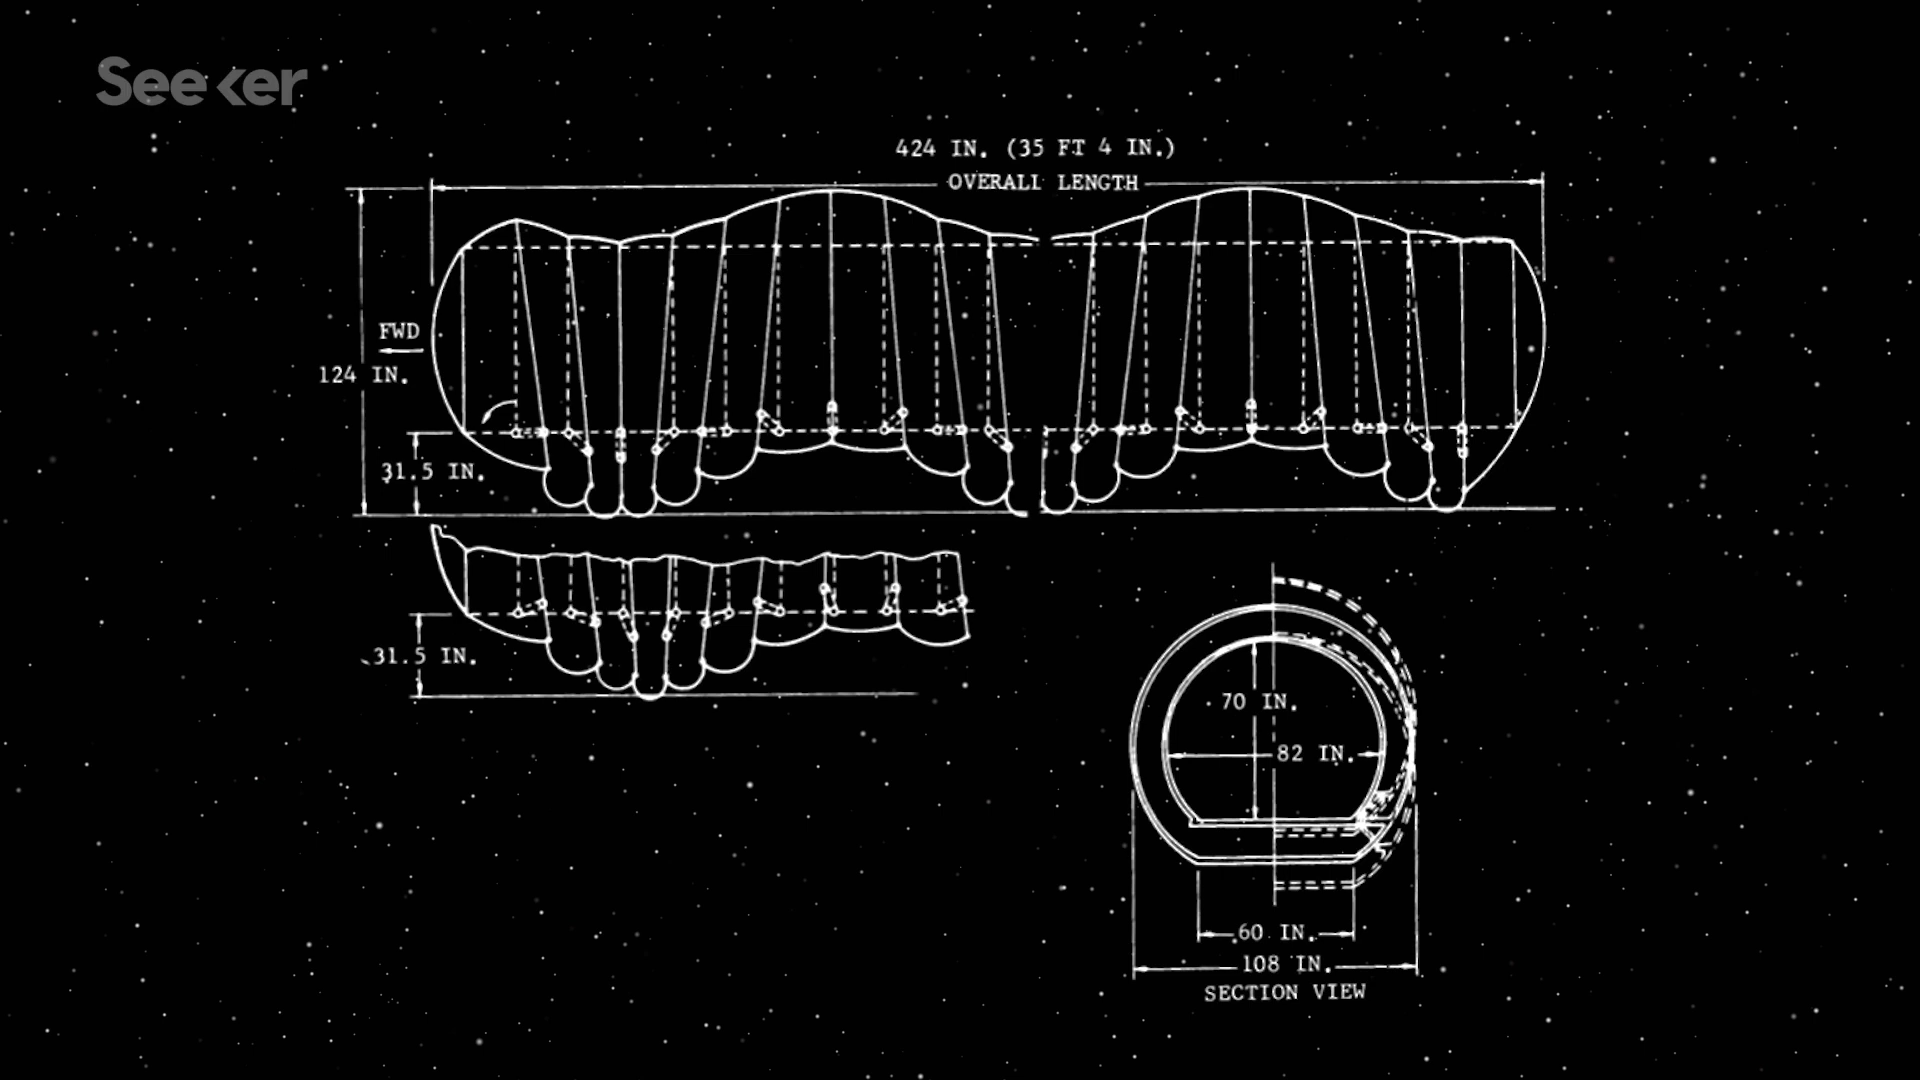 Seeker
424 IN. (35 FT 4 IN.)
OVERALL LENGTH
FWD
124 IN.
31.5 IN.
31.5 IN.
70 IN.
82 IN.
60 IN.
108 IN.
SECTION VIEW